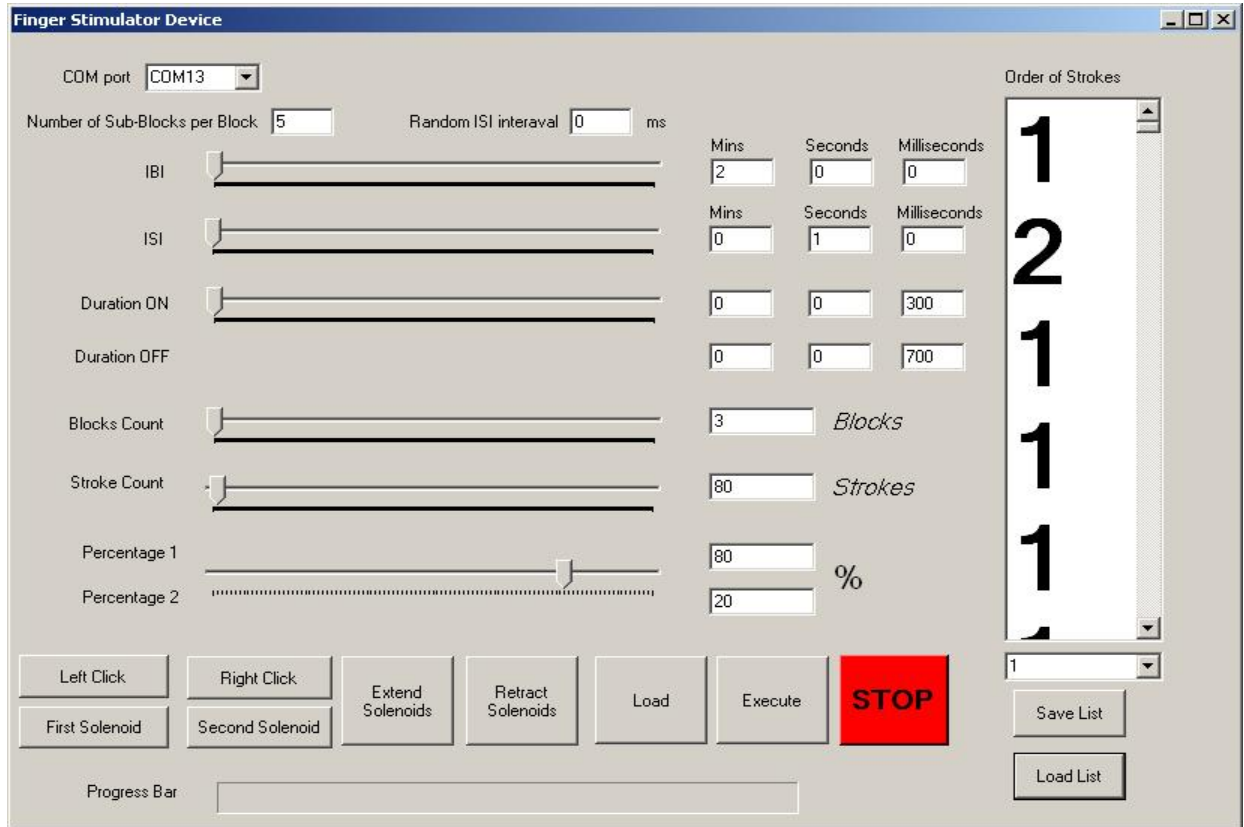 Finger Stimulator Device
COM port COM13
Order of Strokes
Number of Sub-Blocks per Block 5 Random ISI interaval 0 ms
Mins Seconds Milliseconds
IBI 2 0 0
Mins Seconds Milliseconds
ISI 0 1 0
Duration ON 0 0 300
Duration OFF 0 0 700
Blocks Count 3 Blocks
Stroke Count 80 Strokes
Percentage 1 80
%
Percentage 2 20
1
2
1
1
1
1
1
Left Click Right Click
First Solenoid Second Solenoid
Extend
Solenoids
Retract
Solenoids
Load
Execute
STOP
Save List
Load List
Progress Bar